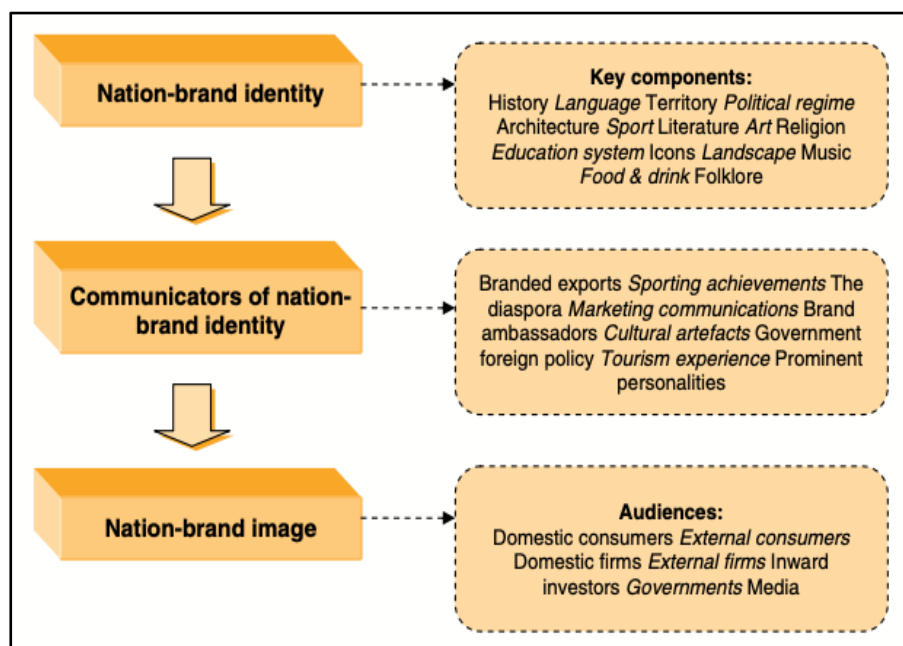 Nation-brand identity
Key components:
History Language Territory Political regime
Architecture Sport Literature Art Religion
Education system Icons Landscape Music
Food & drink Folklore
Communicators of nation-
brand identity
Branded exports Sporting achievements The
diaspora Marketing communications Brand
ambassadors Cultural artefacts Government
foreign policy Tourism experience Prominent
personalities
Nation-brand image
Audiences:
Domestic consumers External consumers
Domestic firms External firms Inward
investors Governments Media